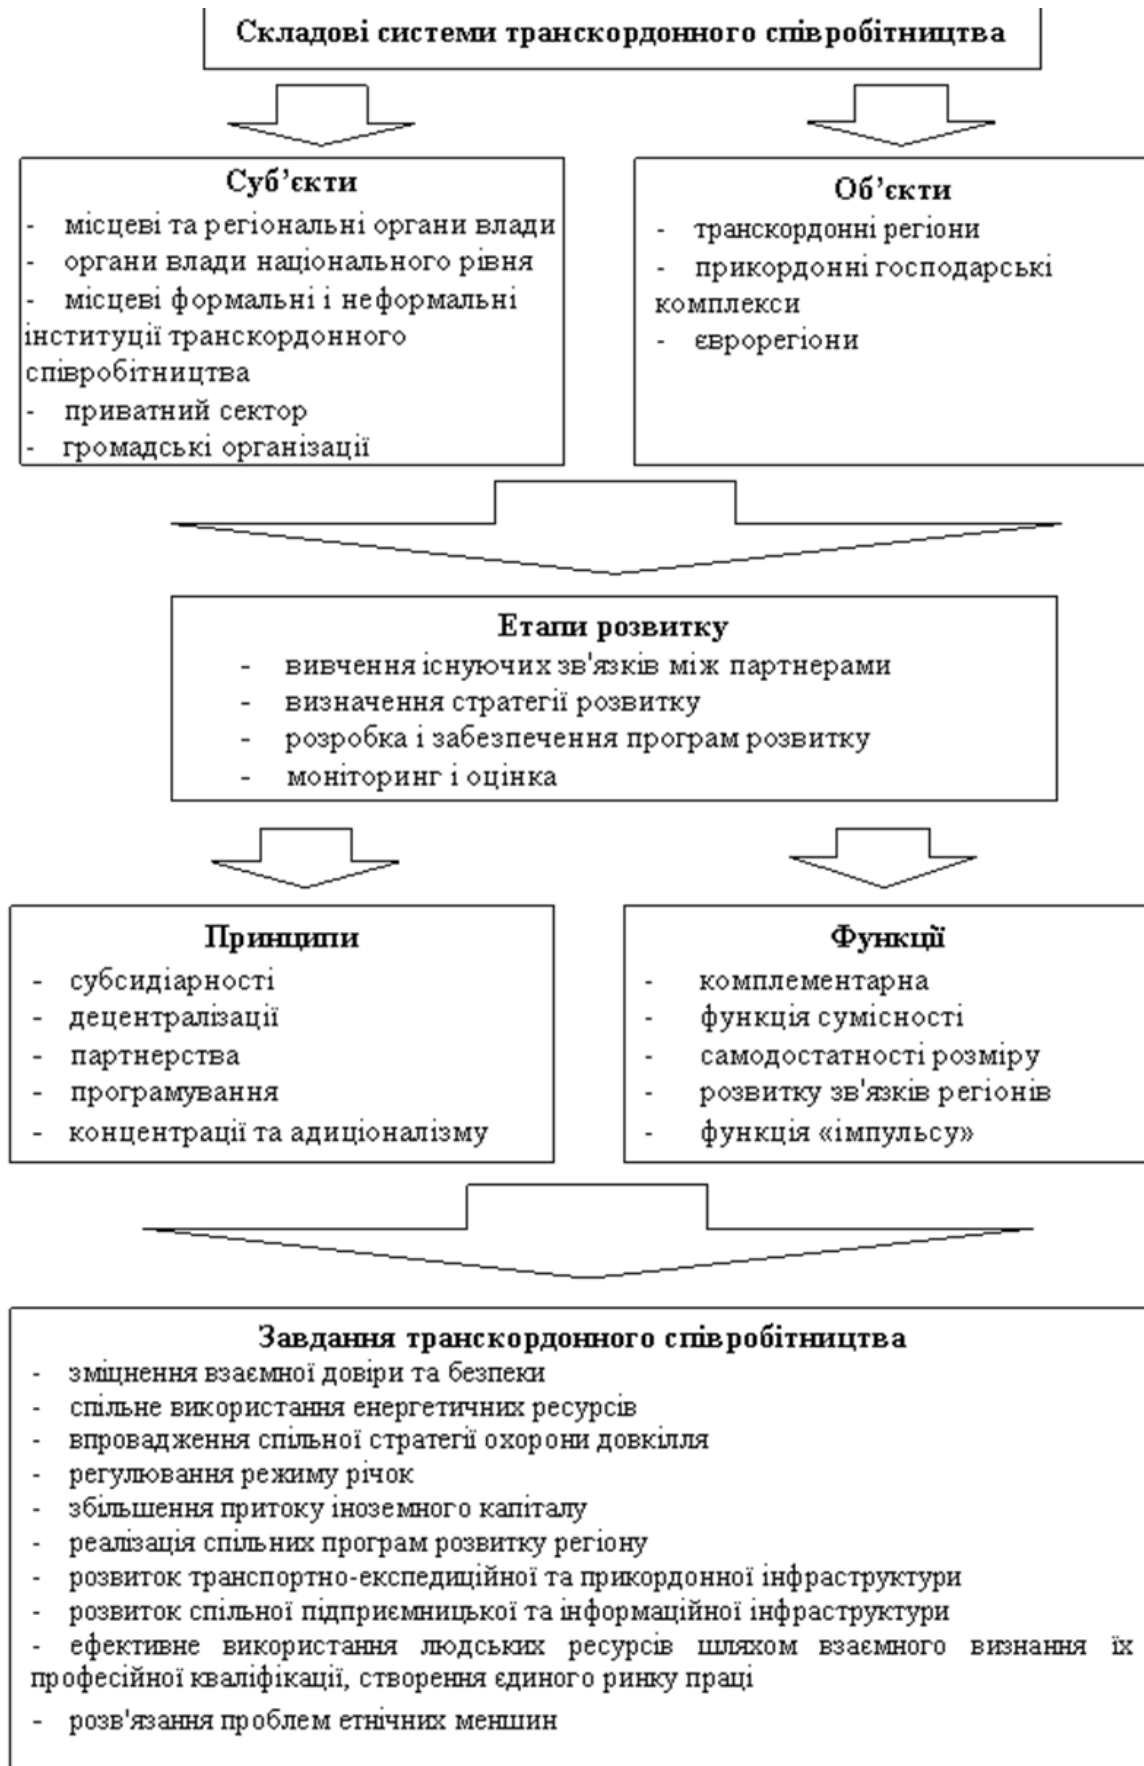 Складові системи транскордонного співробітництва
Суб’єкти
- місцеві та регіональні органи влади
- органи влади національного рівня
- місцеві формальні і неформальні
інституції транскордонного
співробітництва
- приватний сектор
- громадські організації
Об’єкти
- транскордонні регіони
- прикордонні господарські
комплекси
- єврорегіони
Етапи розвитку
- вивчення існуючих зв'язків між партнерами
- визначення стратегії розвитку
- розробка і забезпечення програм розвитку
- моніторинг і оцінка
Принципи
- субсидіарності
- децентралізації
- партнерства
- програмування
- концентрації та адиціоналізму
Функції
- комплементарна
- функція сумісності
- самодостатності розміру
- розвитку зв'язків регіонів
- функція «імпульсу»
Завдання транскордонного співробітництва
- зміцнення взаємної довіри та безпеки
- спільне використання енергетичних ресурсів
- впровадження спільної стратегії охорони довкілля
- регулювання режиму річок
- збільшення притоку іноземного капіталу
- реалізація спільних програм розвитку регіону
- розвиток транспортно-експедиційної та прикордонної інфраструктури
- розвиток спільної підприємницької та інформаційної інфраструктури
- ефективне використання людських ресурсів шляхом взаємного визнання їх
професійної кваліфікації, створення єдиного ринку праці
- розв'язання проблем етнічних меншин